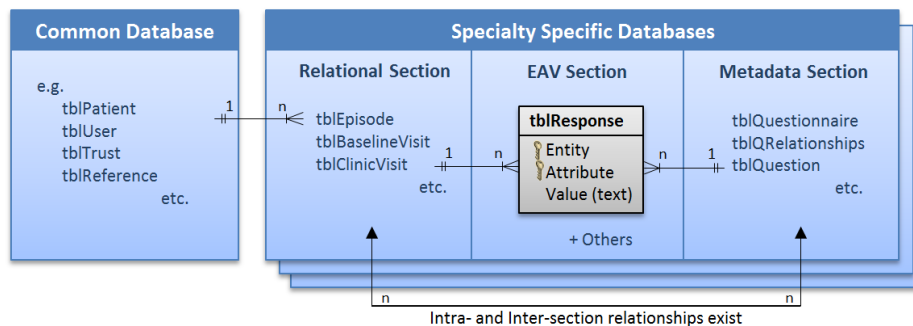 Common Database
e.g.
tblPatient
tblUser
tblTrust
tblReference
etc.
1
n
Specialty Specific Databases
Relational Section
tblEpisode
tblBaselineVisit
tblClinicVisit
etc.
1
n
EAV Section
tblResponse
Entity
Attribute
Value (text)
+ Others
n
1
Metadata Section
tblQuestionnaire
tblQRelationships
tblQuestion
etc.
n
n
Intra- and Inter-section relationships exist